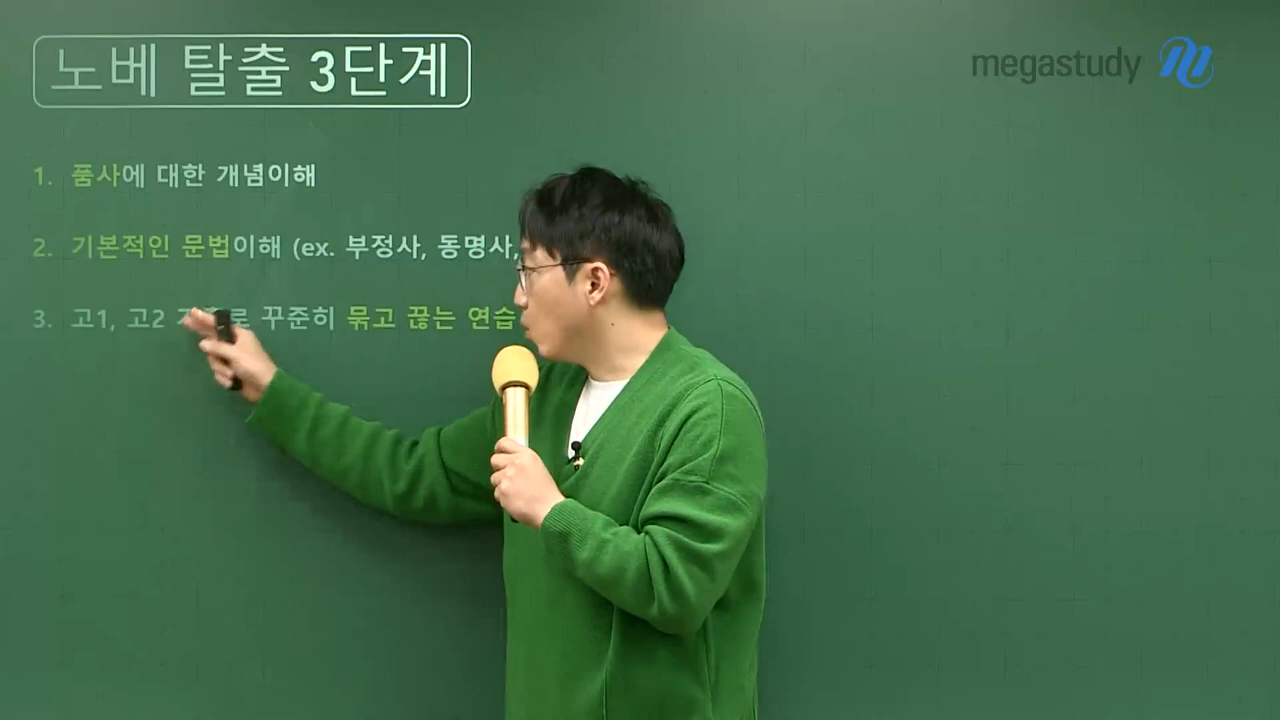 노베 탈출 3단계
megastudy
1. 품사에 대한 개념이해
2. 기본적인 문법이해 (ex. 부정사, 동명사,
3. 고1, 고2 꾸준히 묶고 끊는 연습